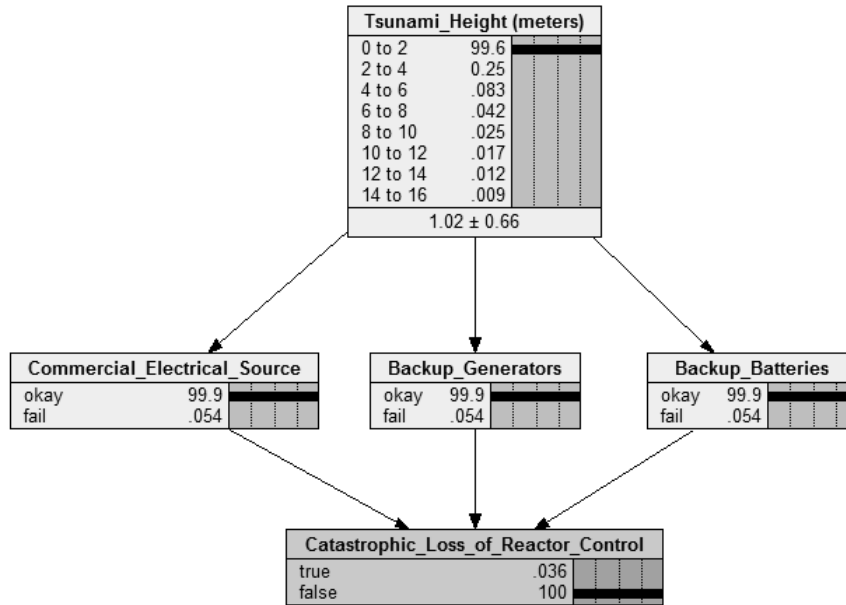 Tsunami_Height (meters)
0 to 2 99.6
2 to 4 0.25
4 to 6 .083
6 to 8 .042
8 to 10 .025
10 to 12 .017
12 to 14 .012
14 to 16 .009
1.02 ± 0.66
Commercial_Electrical_Source
okay 99.9
fail .054
Backup_Generators
okay 99.9
fail .054
Backup_Batteries
okay 99.9
fail .054
Catastrophic_Loss_of_Reactor_Control
true .036
false 100